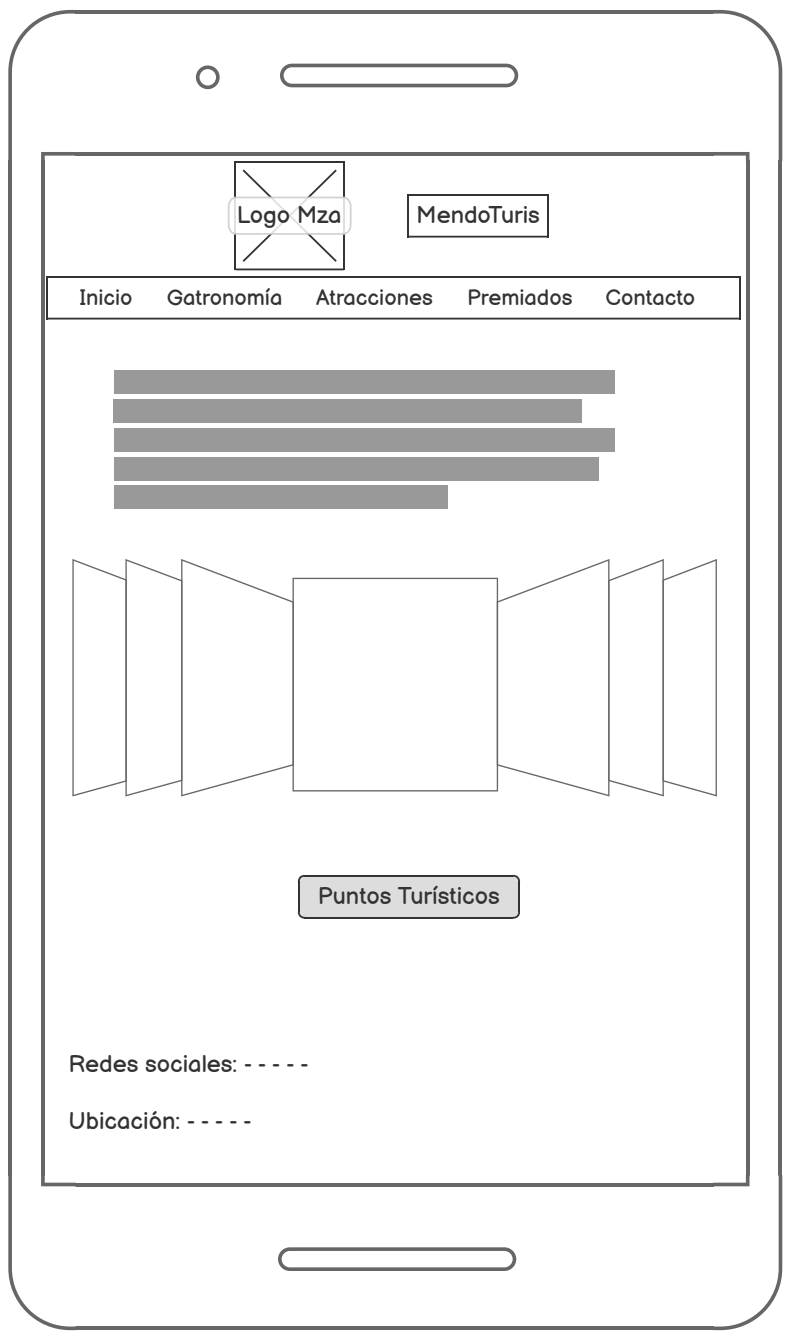 Logo Mza
MendoTuris
Inicio Gatronomía Atracciones Premiados Contacto
Puntos Turísticos
Redes sociales: - - - - -
Ubicación: - - - - -